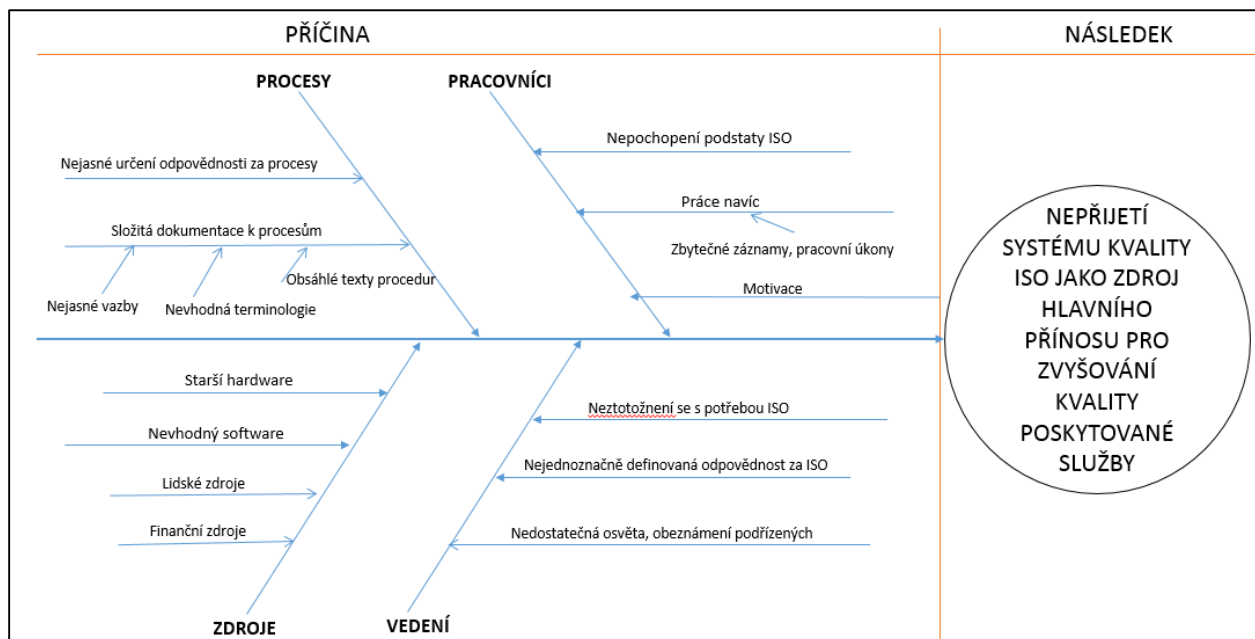 PŘÍČINA
NÁSLEDEK
PROCESY
PRACOVNÍCI
Nepochopení podstaty ISO
Nejasné určení odpovědnosti za procesy
Práce navíc
Složitá dokumentace k procesům
Zbytečné záznamy, pracovní úkony
Obsáhlé texty procedur
Nejasné vazby
Nevhodná terminologie
Motivace
NEPŘIJETÍ
SYSTÉMU KVALITY
ISO JAKO ZDROJ
HLAVNÍHO
PŘÍNOSU PRO
ZVYŠOVÁNÍ
KVALITY
POSKYTOVANÉ
SLUŽBY
Starší hardware
Nevhodný software
Lidské zdroje
Finanční zdroje
Neztotožnení se s potřebou ISO
Nejednoznačně definovaná odpovědnost za ISO
Nedostatečná osvěta, obeznámení podřízených
ZDROJE
VEDENÍ